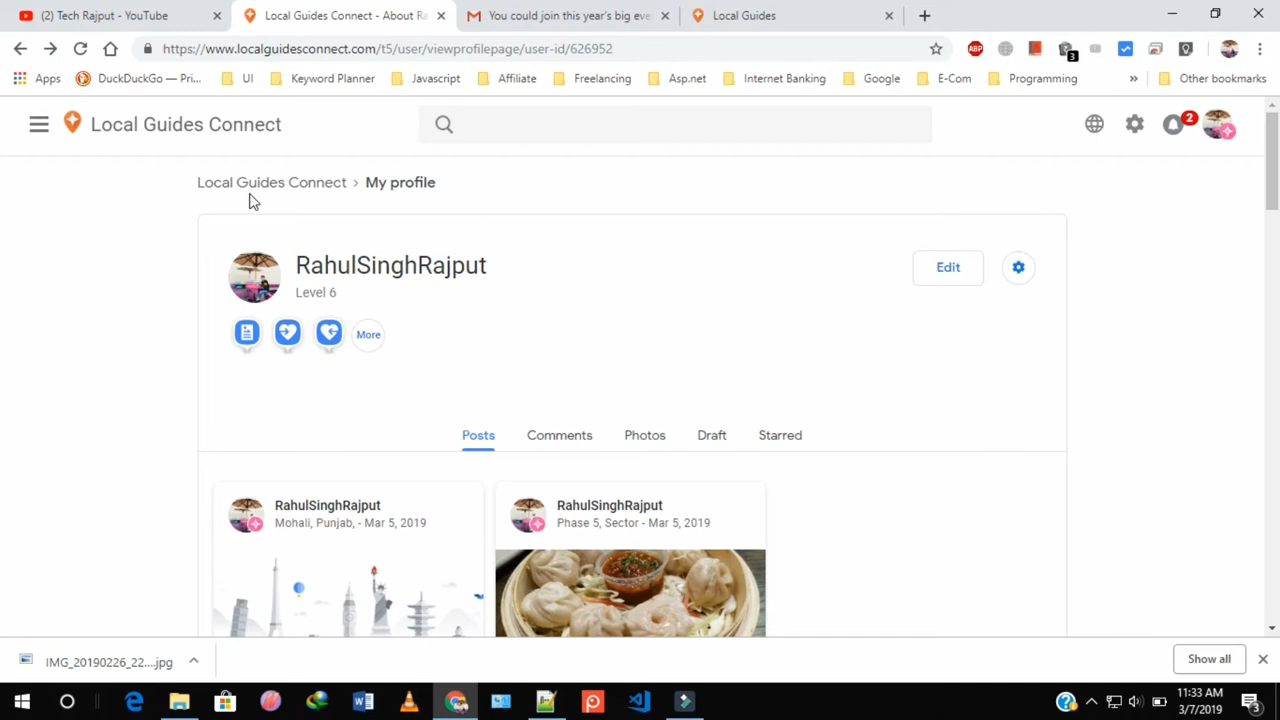 (2) Tech Rajput - YouTube
Local Guides Connect - About Ra
You could join this year's big eve
Local Guides
https://www.localguidesconnect.com/t5/user/viewprofilepage/user-id/626952
ABP
3
Apps
DuckDuckGo — Pri...
UI
Keyword Planner
Javascript
Affiliate
Freelancing
Asp.net
Internet Banking
Google
E-Com
Programming
»
Other bookmarks
Local Guides Connect
2
Local Guides Connect › My profile
RahulSinghRajput
Level 6
Edit
More
Posts
Comments
Photos
Draft
Starred
RahulSinghRajput
Mohali, Punjab, - Mar 5, 2019
RahulSinghRajput
Phase 5, Sector - Mar 5, 2019
IMG_20190226_22....jpg
Show all
11:33 AM
3/7/2019
3